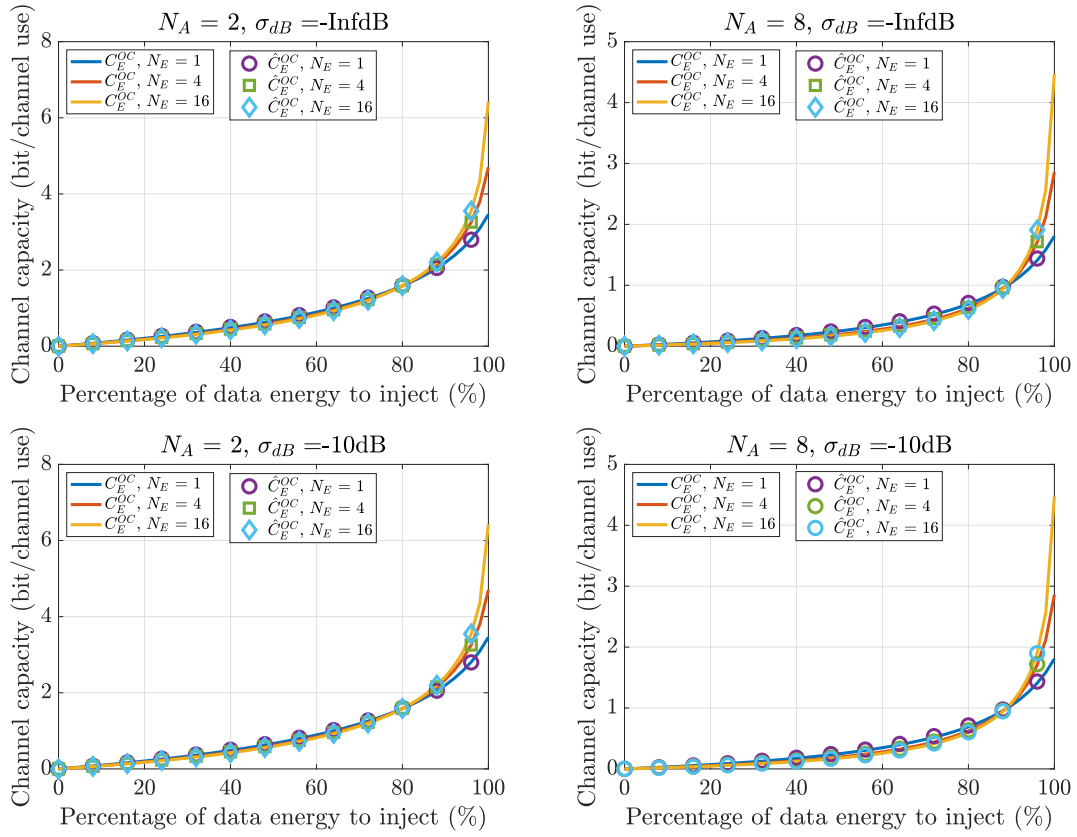 N_A = 2, σ_dB =-InfdB
Channel capacity (bit/channel use)
8
6
4
2
0
C_E^OC, N_E = 1
C_E^OC, N_E = 4
C_E^OC, N_E = 16
Ĉ_E^OC, N_E = 1
Ĉ_E^OC, N_E = 4
Ĉ_E^OC, N_E = 16
0 20 40 60 80 100
Percentage of data energy to inject (%)
N_A = 8, σ_dB =-InfdB
Channel capacity (bit/channel use)
5
4
3
2
1
0
C_E^OC, N_E = 1
C_E^OC, N_E = 4
C_E^OC, N_E = 16
Ĉ_E^OC, N_E = 1
Ĉ_E^OC, N_E = 4
Ĉ_E^OC, N_E = 16
0 20 40 60 80 100
Percentage of data energy to inject (%)
N_A = 2, σ_dB =-10dB
Channel capacity (bit/channel use)
8
6
4
2
0
C_E^OC, N_E = 1
C_E^OC, N_E = 4
C_E^OC, N_E = 16
Ĉ_E^OC, N_E = 1
Ĉ_E^OC, N_E = 4
Ĉ_E^OC, N_E = 16
0 20 40 60 80 100
Percentage of data energy to inject (%)
N_A = 8, σ_dB =-10dB
Channel capacity (bit/channel use)
5
4
3
2
1
0
C_E^OC, N_E = 1
C_E^OC, N_E = 4
C_E^OC, N_E = 16
Ĉ_E^OC, N_E = 1
Ĉ_E^OC, N_E = 4
Ĉ_E^OC, N_E = 16
0 20 40 60 80 100
Percentage of data energy to inject (%)